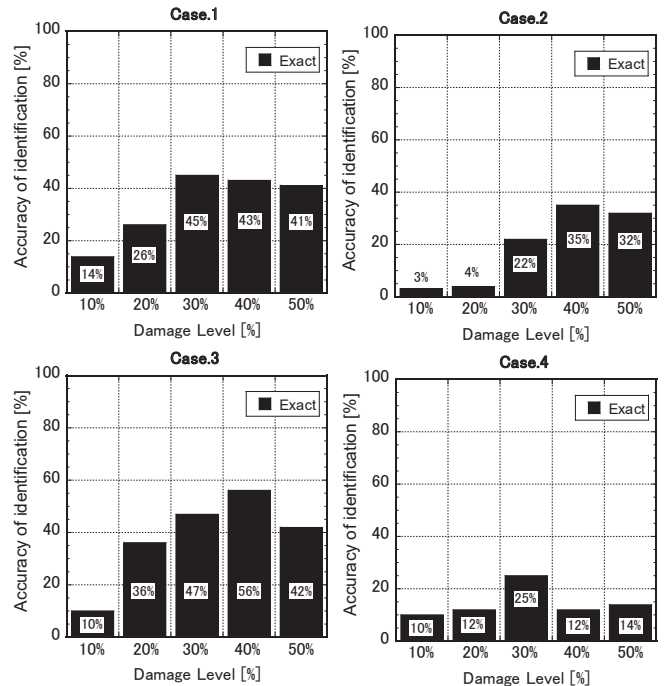 Case.1
Accuracy of identification [%]
100
80
60
40
20
0
Exact
14%
26%
45%
43%
41%
10% 20% 30% 40% 50%
Damage Level [%]
Case.2
Accuracy of identification [%]
100
80
60
40
20
0
Exact
3%
4%
22%
35%
32%
10% 20% 30% 40% 50%
Damage Level [%]
Case.3
Accuracy of identification [%]
100
80
60
40
20
0
Exact
10%
36%
47%
56%
42%
10% 20% 30% 40% 50%
Damage Level [%]
Case.4
Accuracy of identification [%]
100
80
60
40
20
0
Exact
10%
12%
25%
12%
14%
10% 20% 30% 40% 50%
Damage Level [%]